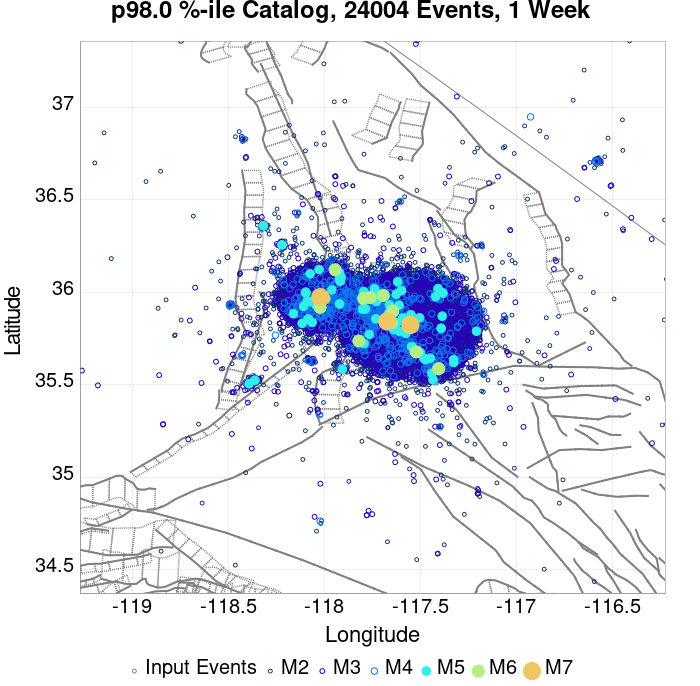 p98.0 %-ile Catalog, 24004 Events, 1 Week
37
36.5
36
35.5
35
34.5
Latitude
-119 -118.5 -118 -117.5 -117 -116.5
Longitude
Input Events M2 M3 M4 M5 M6 M7